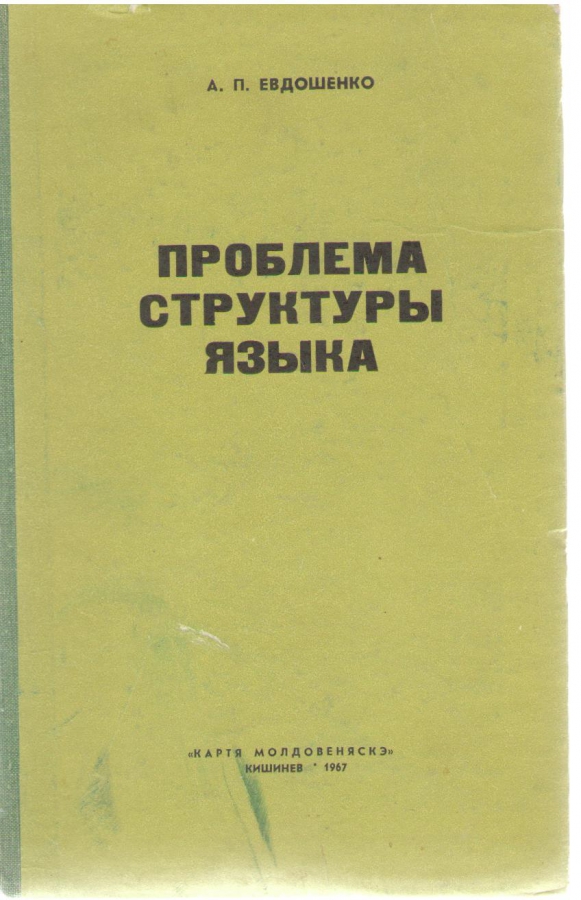 А. П. ЕВДОШЕНКО
ПРОБЛЕМА
СТРУКТУРЫ
ЯЗЫКА
«КАРТЯ МОЛДОВЕНЯСКЭ»
КИШИНЕВ • 1967